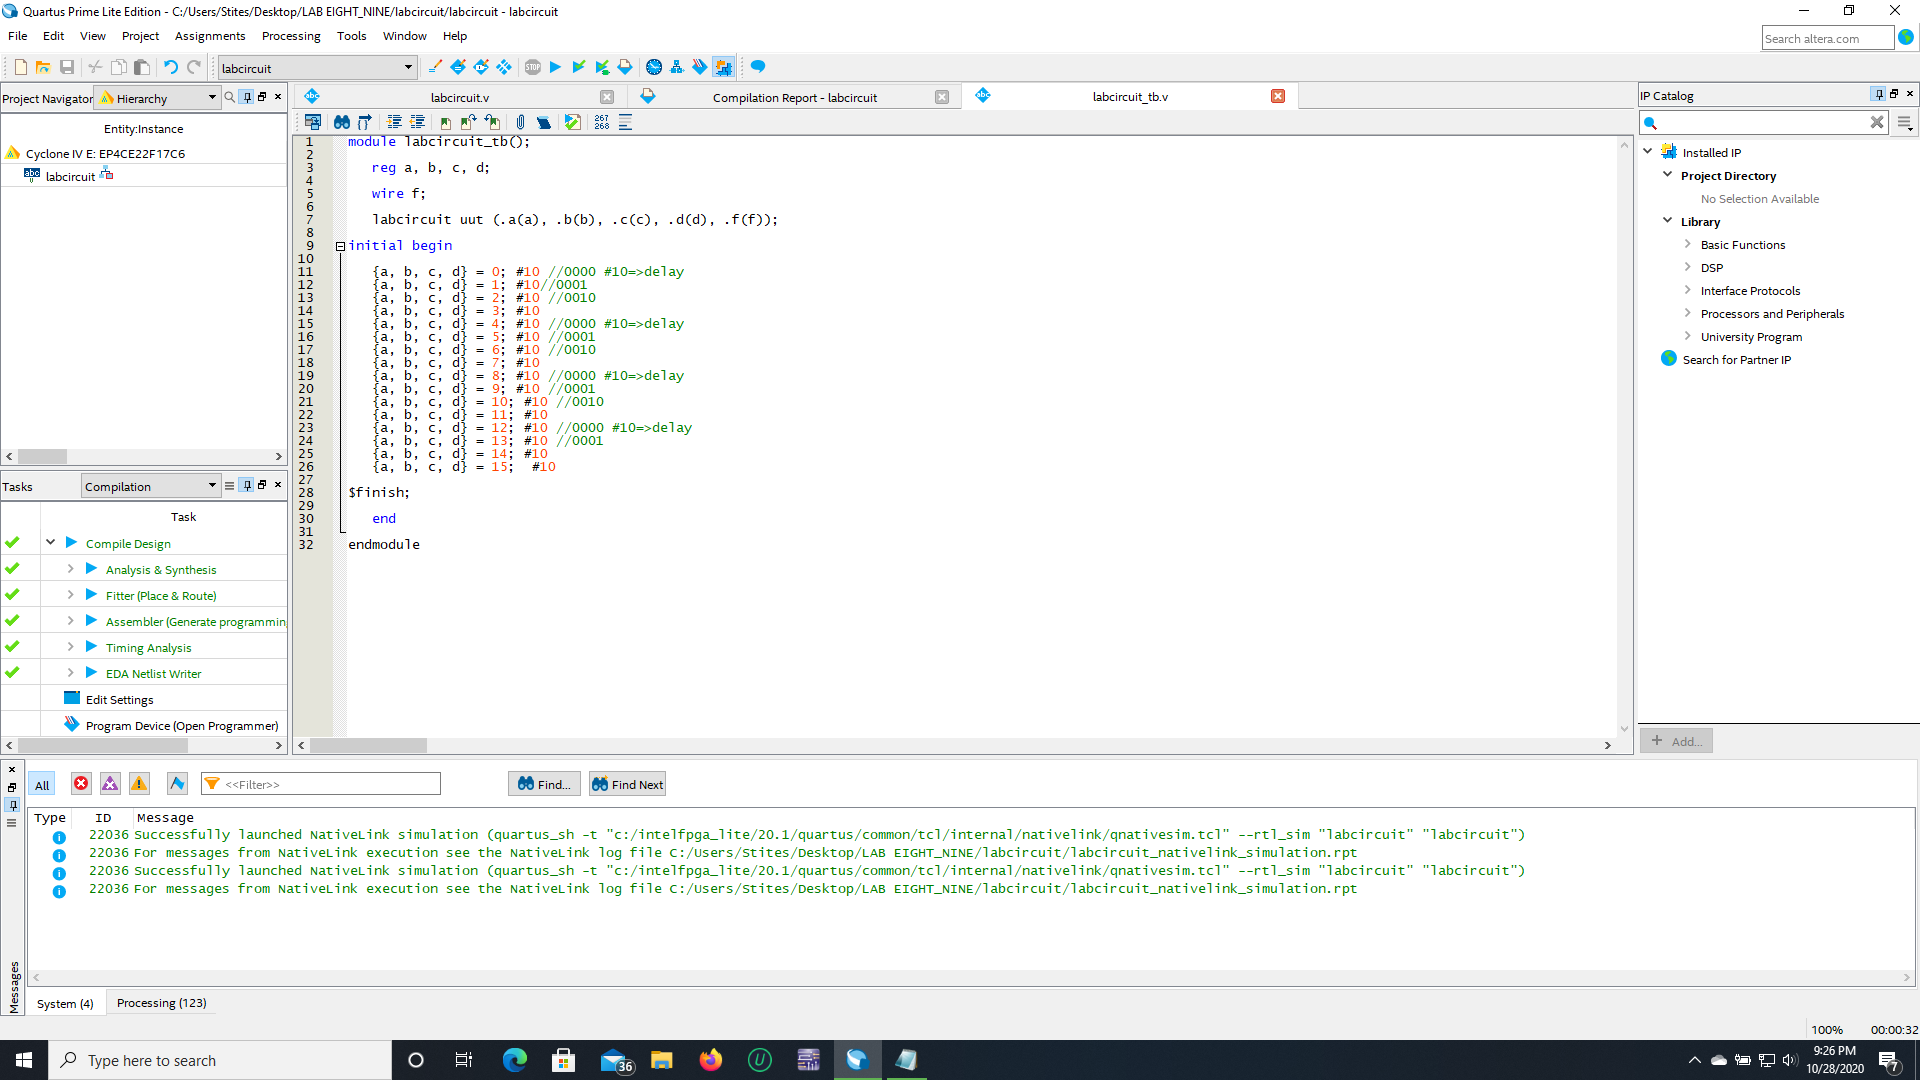 Quartus Prime Lite Edition - C:/Users/Stites/Desktop/LAB EIGHT_NINE/labcircuit/labcircuit - labcircuit
File Edit View Project Assignments Processing Tools Window Help
Search altera.com
labcircuit
STOP
Project Navigator Hierarchy
Entity:Instance
Cyclone IV E: EP4CE22F17C6
abc labcircuit
Tasks Compilation
Task
Compile Design
Analysis & Synthesis
Fitter (Place & Route)
Assembler (Generate programmin
Timing Analysis
EDA Netlist Writer
Edit Settings
Program Device (Open Programmer)
abc labcircuit.v
Compilation Report - labcircuit
abc labcircuit_tb.v
267
268
1 module labcircuit_tb();
2
3 reg a, b, c, d;
4
5 wire f;
6
7 labcircuit uut (.a(a), .b(b), .c(c), .d(d), .f(f));
8
9 initial begin
10
11 {a, b, c, d} = 0; #10 //0000 #10=>delay
12 {a, b, c, d} = 1; #10//0001
13 {a, b, c, d} = 2; #10 //0010
14 {a, b, c, d} = 3; #10
15 {a, b, c, d} = 4; #10 //0000 #10=>delay
16 {a, b, c, d} = 5; #10 //0001
17 {a, b, c, d} = 6; #10 //0010
18 {a, b, c, d} = 7; #10
19 {a, b, c, d} = 8; #10 //0000 #10=>delay
20 {a, b, c, d} = 9; #10 //0001
21 {a, b, c, d} = 10; #10 //0010
22 {a, b, c, d} = 11; #10
23 {a, b, c, d} = 12; #10 //0000 #10=>delay
24 {a, b, c, d} = 13; #10 //0001
25 {a, b, c, d} = 14; #10
26 {a, b, c, d} = 15;  #10
27
28 $finish;
29
30 end
31
32 endmodule
IP Catalog
Installed IP
Project Directory
No Selection Available
Library
Basic Functions
DSP
Interface Protocols
Processors and Peripherals
University Program
Search for Partner IP
+ Add...
All <<Filter>> Find... Find Next
Type ID Message
22036 Successfully launched NativeLink simulation (quartus_sh -t "c:/intelfpga_lite/20.1/quartus/common/tcl/internal/nativelink/qnativesim.tcl" --rtl_sim "labcircuit" "labcircuit")
22036 For messages from NativeLink execution see the NativeLink log file C:/Users/Stites/Desktop/LAB EIGHT_NINE/labcircuit/labcircuit_nativelink_simulation.rpt
22036 Successfully launched NativeLink simulation (quartus_sh -t "c:/intelfpga_lite/20.1/quartus/common/tcl/internal/nativelink/qnativesim.tcl" --rtl_sim "labcircuit" "labcircuit")
22036 For messages from NativeLink execution see the NativeLink log file C:/Users/Stites/Desktop/LAB EIGHT_NINE/labcircuit/labcircuit_nativelink_simulation.rpt
Messages
System (4) Processing (123)
100% 00:00:32
Type here to search
36
9:26 PM
10/28/2020
7